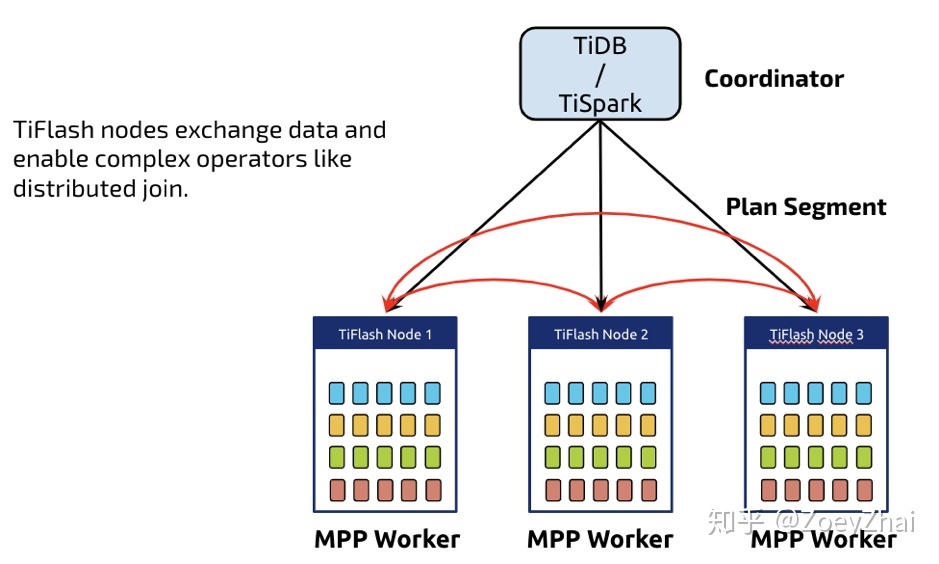 TiDB
/
TiSpark
Coordinator
TiFlash nodes exchange data and
enable complex operators like
distributed join.
Plan Segment
TiFlash Node 1
TiFlash Node 2
TiFlash Node 3
MPP Worker
MPP Worker
MPP Worker
知乎 @ZoeyZhai